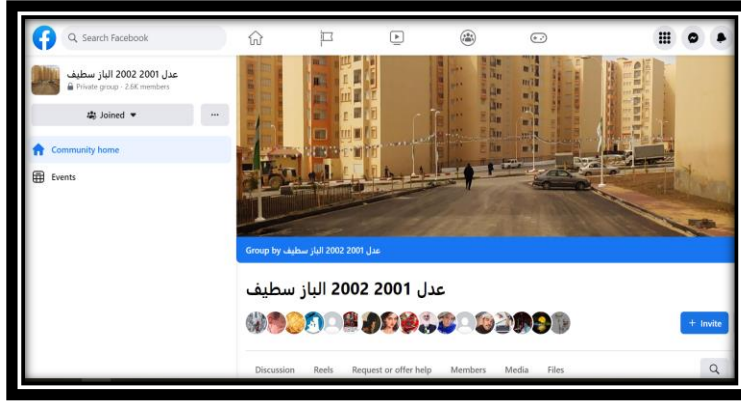 Search Facebook
عدل 2001 2002 الباز سطيف
Private group · 2.6K members
Joined
Community home
Events
Group by عدل 2001 2002 الباز سطيف
عدل 2001 2002 الباز سطيف
+ Invite
Discussion Reels Request or offer help Members Media Files